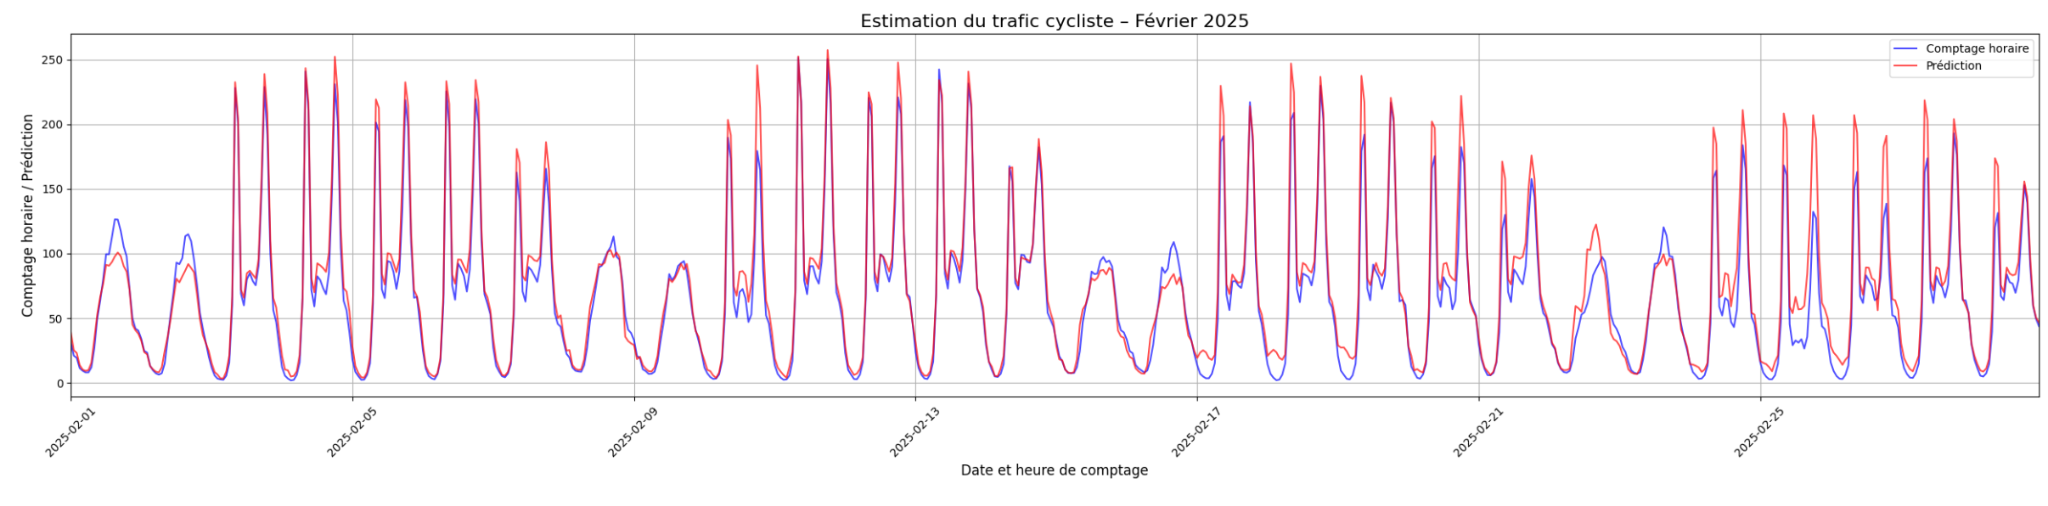 Estimation du trafic cycliste – Février 2025
Comptage horaire / Prédiction
250
200
150
100
50
0
Comptage horaire
Prédiction
2025-02-01
2025-02-05
2025-02-09
2025-02-13
2025-02-17
2025-02-21
2025-02-25
Date et heure de comptage